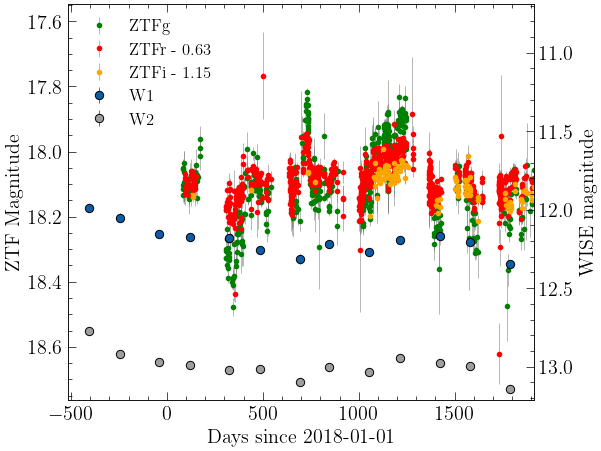 ZTFg
ZTFr - 0.63
ZTFi - 1.15
W1
W2
17.6
17.8
18.0
18.2
18.4
18.6
ZTF Magnitude
11.0
11.5
12.0
12.5
13.0
WISE magnitude
−500
0
500
1000
1500
Days since 2018-01-01